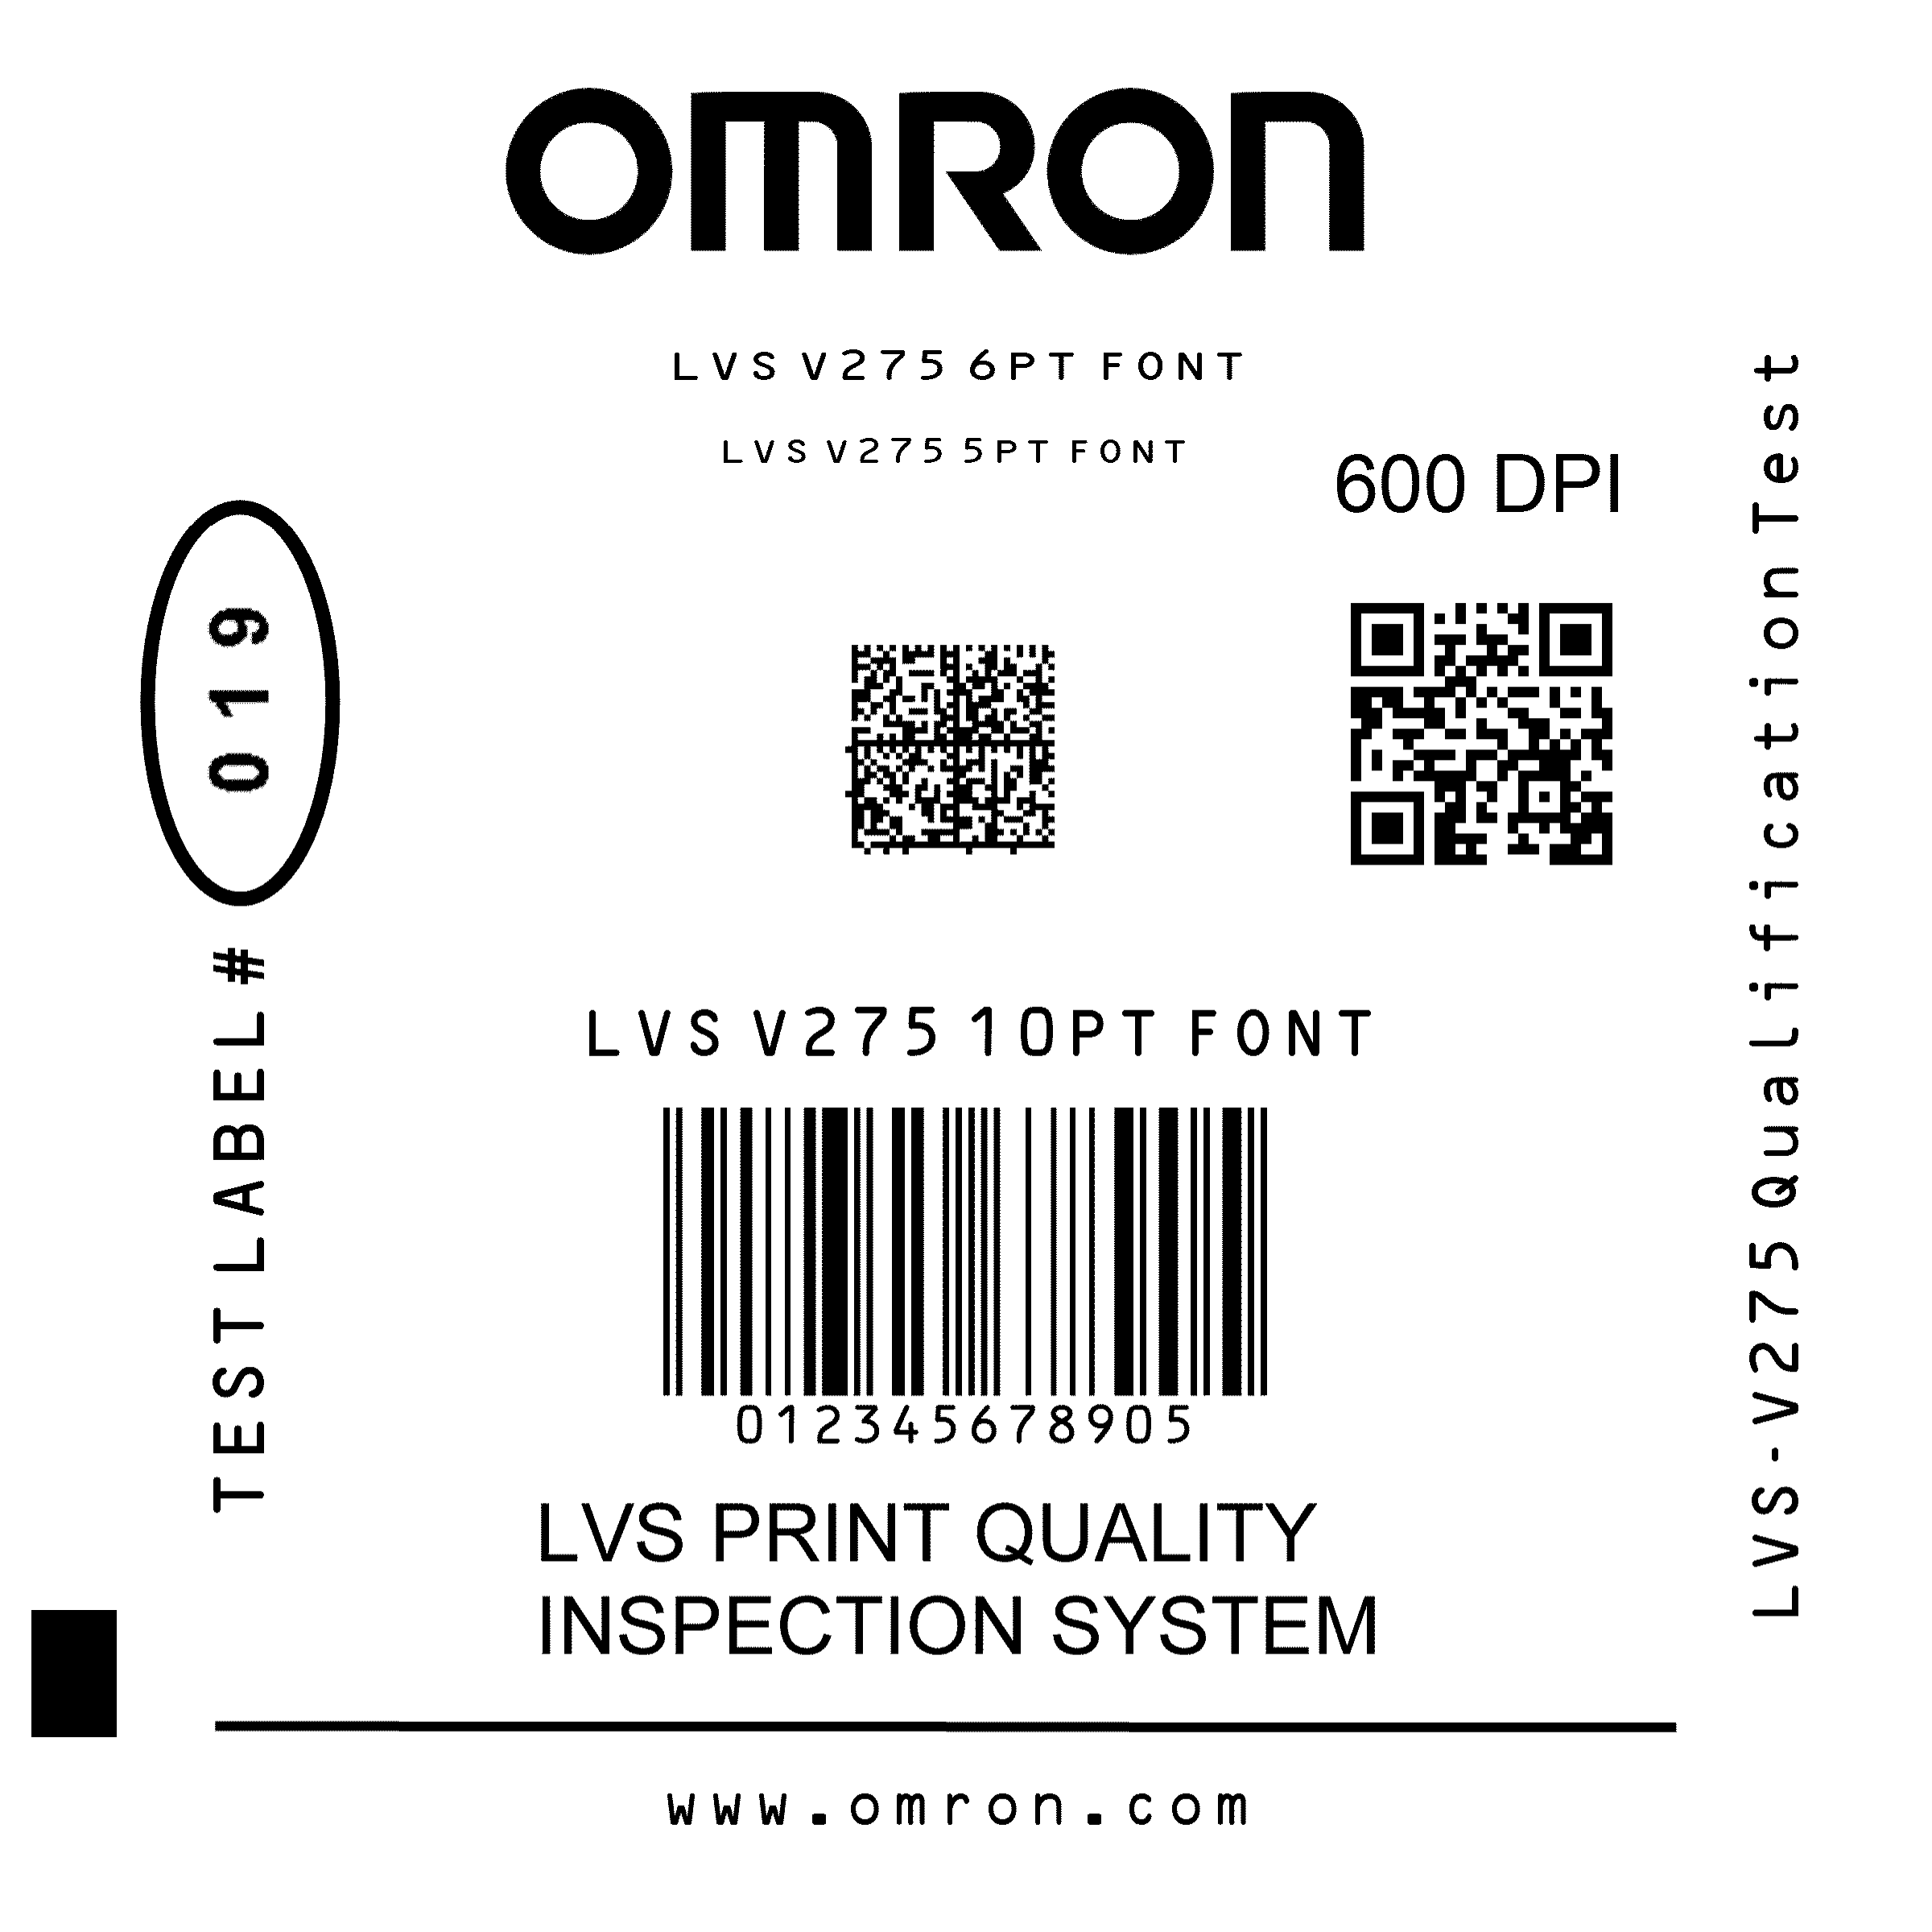 OMRON
LVS V275 6PT FONT
LVS V275 5PT FONT
600 DPI
TEST LABEL # 019
LVS-V275 Qualification Test
LVS V275 10PT FONT
012345678905
LVS PRINT QUALITY
INSPECTION SYSTEM
www.omron.com